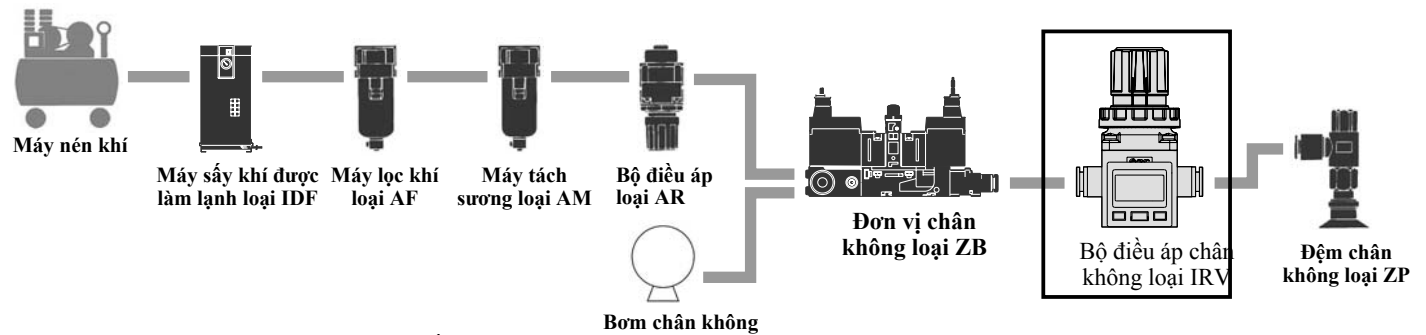 Máy nén khí
Máy sấy khí được
làm lạnh loại IDF
Máy lọc khí
loại AF
Máy tách
sương loại AM
Bộ điều áp
loại AR
Bơm chân không
Đơn vị chân
không loại ZB
Bộ điều áp chân
không loại IRV
Đệm chân
không loại ZP